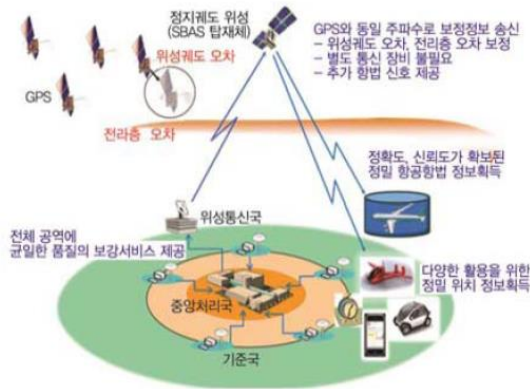 정지궤도 위성
(SBAS 탑재체)
GPS와 동일 주파수로 보정정보 송신
- 위성궤도 오차, 전리층 오차 보정
- 별도 통신 장비 불필요
- 추가 항법 신호 제공
위성궤도 오차
GPS
전라층 오차
정확도, 신뢰도가 확보된
정밀 항공항법 정보획득
위성통신국
전체 공역에
균일한 품질의 보강서비스 제공
다양한 활용을 위한
정밀 위치 정보획득
중앙처리국
기준국